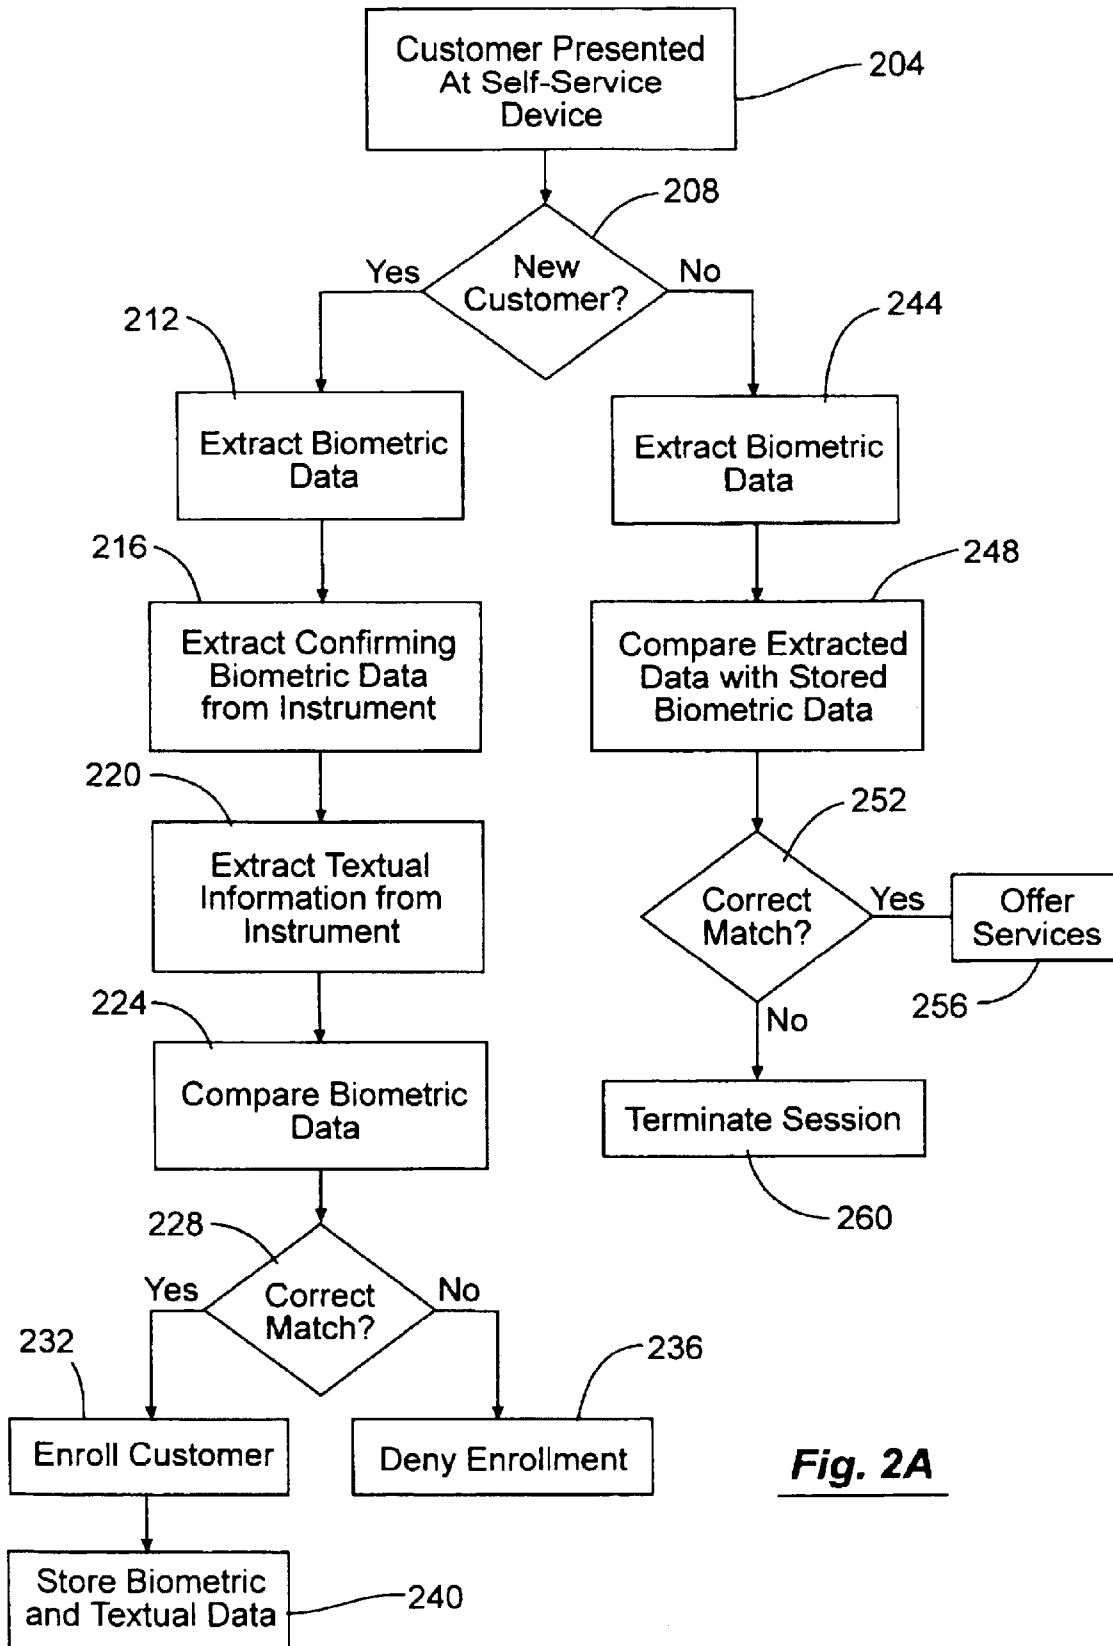 Customer Presented
At Self-Service
Device
204
208
New
Customer?
Yes
No
212
244
Extract Biometric
Data
Extract Biometric
Data
216
248
Extract Confirming
Biometric Data
from Instrument
Compare Extracted
Data with Stored
Biometric Data
220
252
Extract Textual
Information from
Instrument
Correct
Match?
Yes
Offer
Services
256
No
224
Compare Biometric
Data
Terminate Session
260
228
Correct
Match?
Yes
No
232
236
Enroll Customer
Deny Enrollment
Fig. 2A
Store Biometric
and Textual Data
240